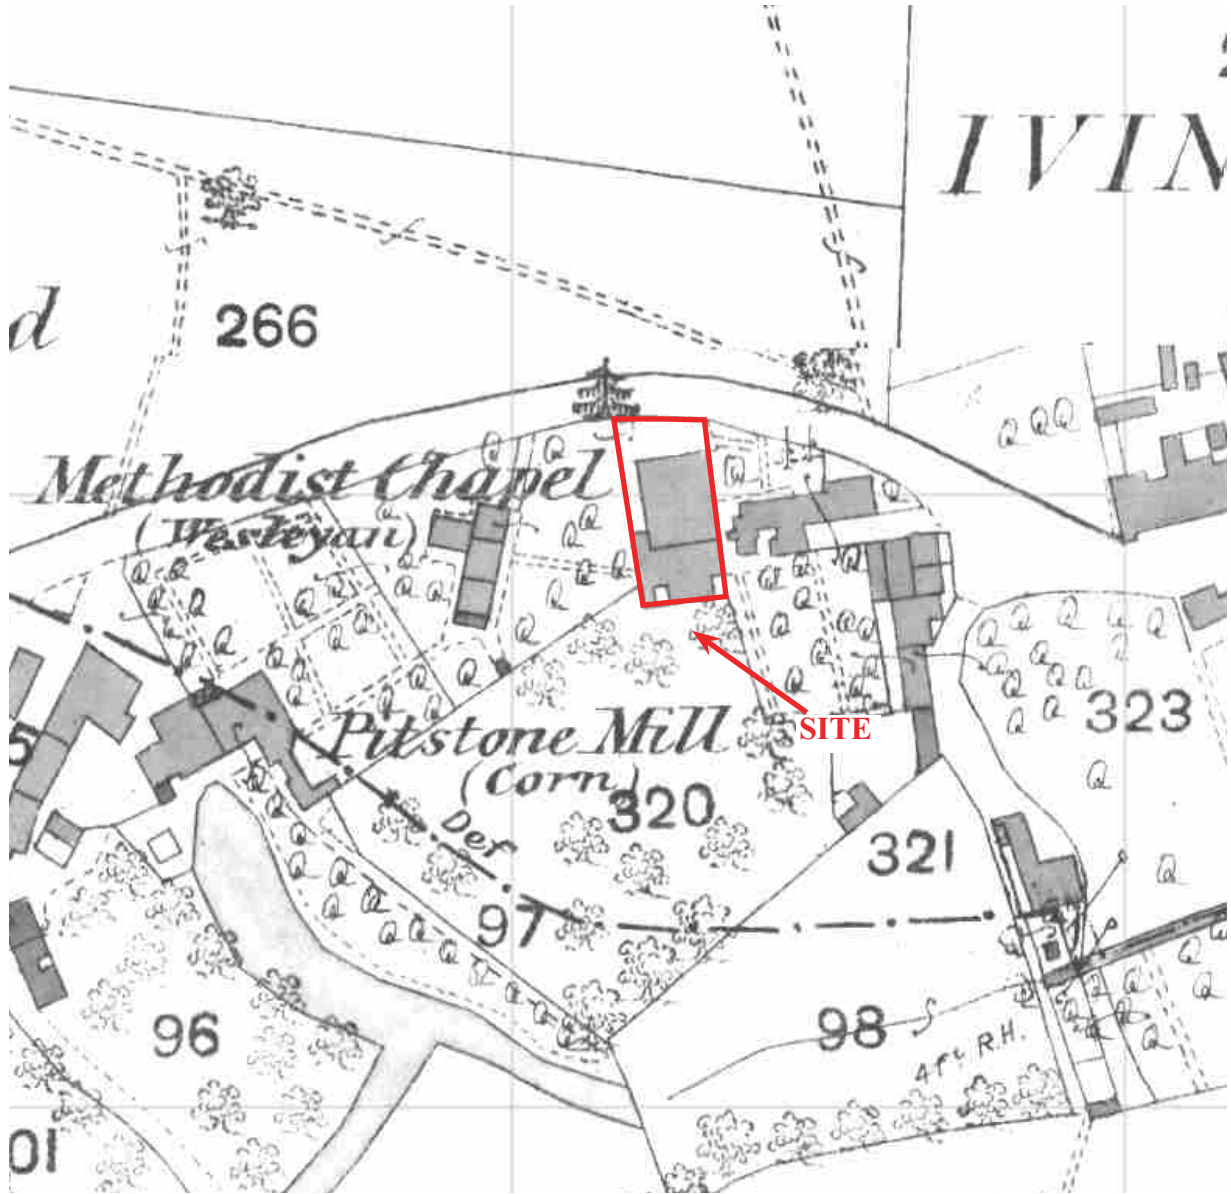 IVIN
d
266
Methodist Chapel
(Wesleyan)
323
SITE
Pitstone Mill
(Corn)
320
Def
321
97
96
98
4ft R.H.
01